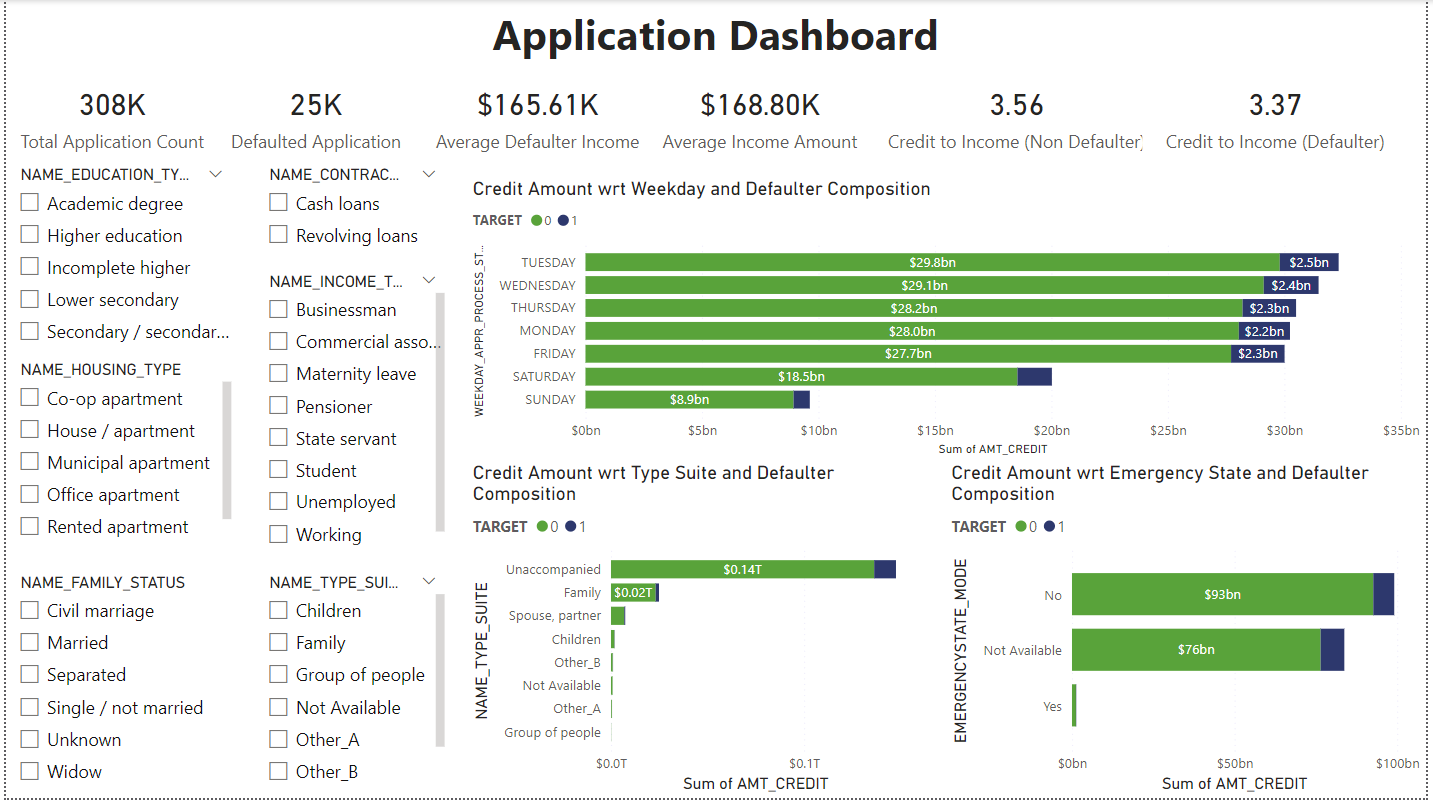 Application Dashboard
308K
Total Application Count
25K
Defaulted Application
$165.61K
Average Defaulter Income
$168.80K
Average Income Amount
3.56
Credit to Income (Non Defaulter)
3.37
Credit to Income (Defaulter)
NAME_EDUCATION_TY...
Academic degree
Higher education
Incomplete higher
Lower secondary
Secondary / secondar...
NAME_HOUSING_TYPE
Co-op apartment
House / apartment
Municipal apartment
Office apartment
Rented apartment
NAME_FAMILY_STATUS
Civil marriage
Married
Separated
Single / not married
Unknown
Widow
NAME_CONTRAC...
Cash loans
Revolving loans
NAME_INCOME_T...
Businessman
Commercial asso...
Maternity leave
Pensioner
State servant
Student
Unemployed
Working
NAME_TYPE_SUI...
Children
Family
Group of people
Not Available
Other_A
Other_B
Credit Amount wrt Weekday and Defaulter Composition
TARGET 0 1
WEEKDAY_APPR_PROCESS_ST...
TUESDAY $29.8bn $2.5bn
WEDNESDAY $29.1bn $2.4bn
THURSDAY $28.2bn $2.3bn
MONDAY $28.0bn $2.2bn
FRIDAY $27.7bn $2.3bn
SATURDAY $18.5bn
SUNDAY $8.9bn
$0bn $5bn $10bn $15bn $20bn $25bn $30bn $35bn
Sum of AMT_CREDIT
Credit Amount wrt Type Suite and Defaulter
Composition
TARGET 0 1
NAME_TYPE_SUITE
Unaccompanied $0.14T
Family $0.02T
Spouse, partner
Children
Other_B
Not Available
Other_A
Group of people
$0.0T $0.1T
Sum of AMT_CREDIT
Credit Amount wrt Emergency State and Defaulter
Composition
TARGET 0 1
EMERGENCYSTATE_MODE
No $93bn
Not Available $76bn
Yes
$0bn $50bn $100bn
Sum of AMT_CREDIT